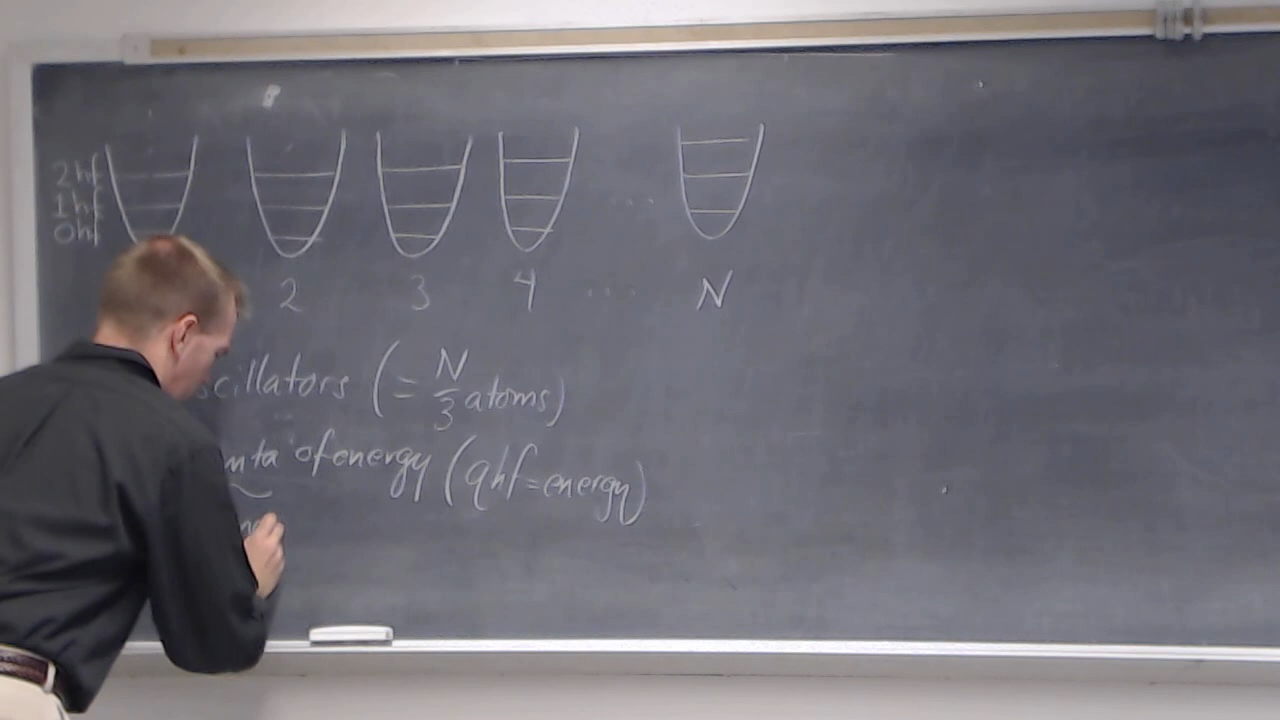 2hf
1hf
0hf
2 3 4 .... N
scillators (= N/3 atoms)
nta of energy (qhf = energy)